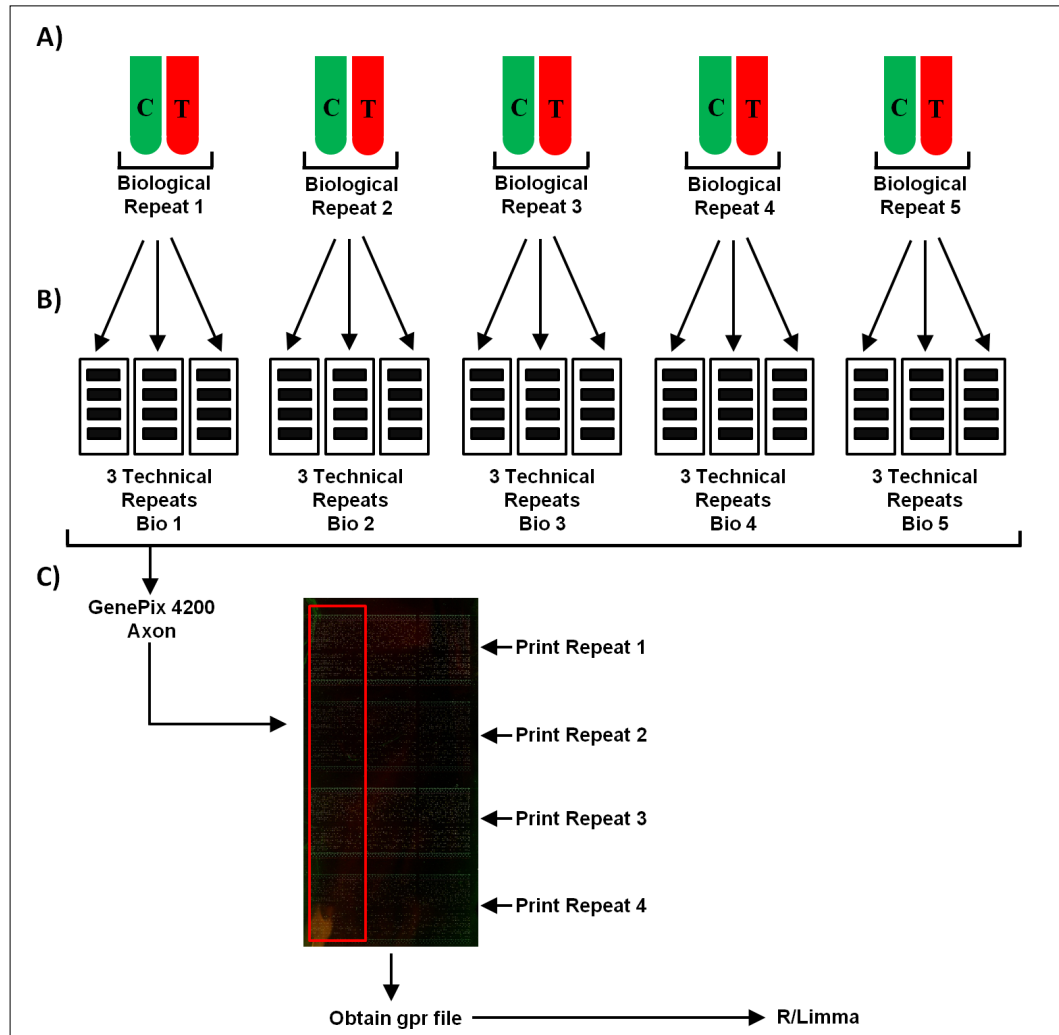 A)
C T C T C T C T C T
Biological Repeat 1
Biological Repeat 2
Biological Repeat 3
Biological Repeat 4
Biological Repeat 5
B)
3 Technical Repeats Bio 1
3 Technical Repeats Bio 2
3 Technical Repeats Bio 3
3 Technical Repeats Bio 4
3 Technical Repeats Bio 5
C)
GenePix 4200
Axon
Print Repeat 1
Print Repeat 2
Print Repeat 3
Print Repeat 4
Obtain gpr file
R/Limma